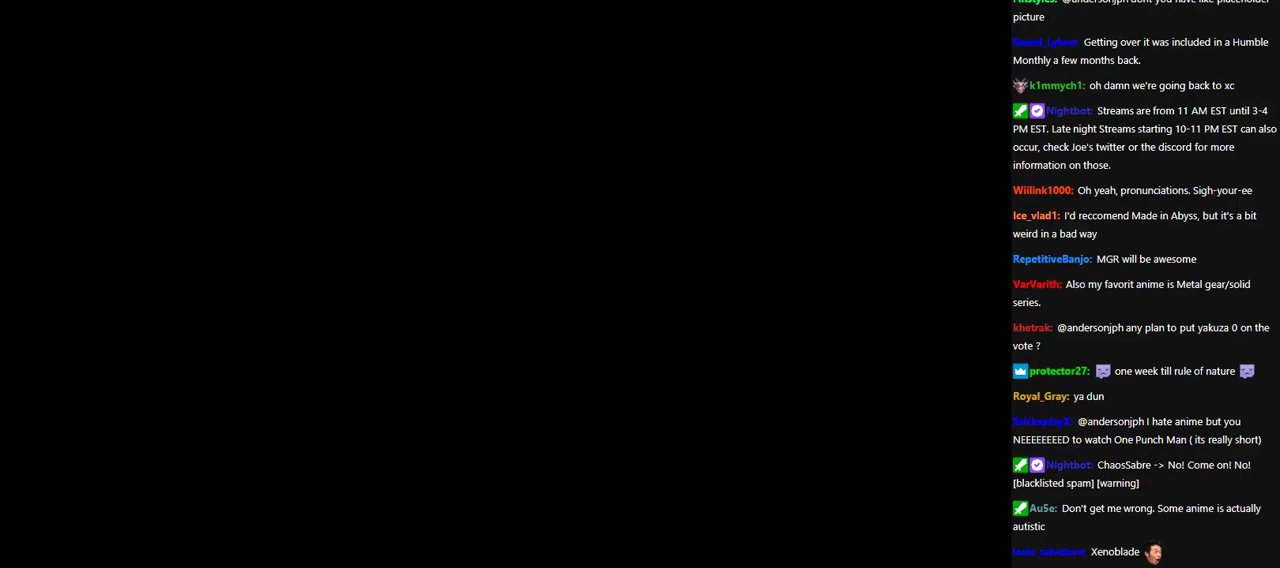 @andersonjph dont you have like placeholder
picture
Getting over it was included in a Humble
Monthly a few months back.
k1mmych1: oh damn we're going back to xc
Nightbot: Streams are from 11 AM EST until 3-4
PM EST. Late night Streams starting 10-11 PM EST can also
occur, check Joe's twitter or the discord for more
information on those.
Wiilink1000: Oh yeah, pronunciations. Sigh-your-ee
Ice_vlad1: I'd reccomend Made in Abyss, but it's a bit
weird in a bad way
RepetitiveBanjo: MGR will be awesome
VarVarith: Also my favorit anime is Metal gear/solid
series.
khetrak: @andersonjph any plan to put yakuza 0 on the
vote ?
protector27: one week till rule of nature
Royal_Gray: ya dun
@andersonjph I hate anime but you
NEEEEEEEED to watch One Punch Man ( its really short)
Nightbot: ChaosSabre -> No! Come on! No!
[blacklisted spam] [warning]
Au5e: Don't get me wrong. Some anime is actually
autistic
Xenoblade